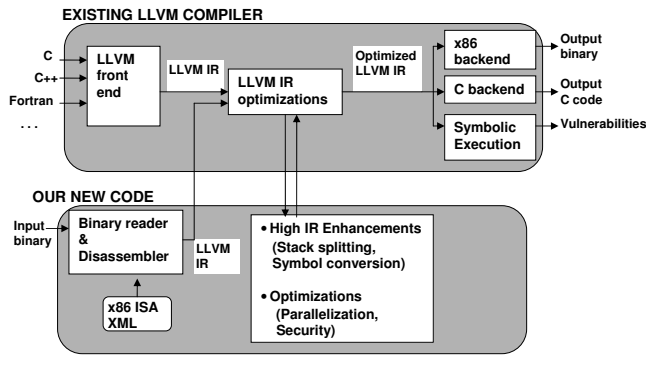 EXISTING LLVM COMPILER
C
C++
Fortran
. . .
LLVM
front
end
LLVM IR
LLVM IR
optimizations
Optimized
LLVM IR
x86
backend
C backend
Symbolic
Execution
Output
binary
Output
C code
Vulnerabilities
OUR NEW CODE
Input
binary
Binary reader
&
Disassembler
LLVM
IR
x86 ISA
XML
• High IR Enhancements
(Stack splitting,
Symbol conversion)
• Optimizations
(Parallelization,
Security)